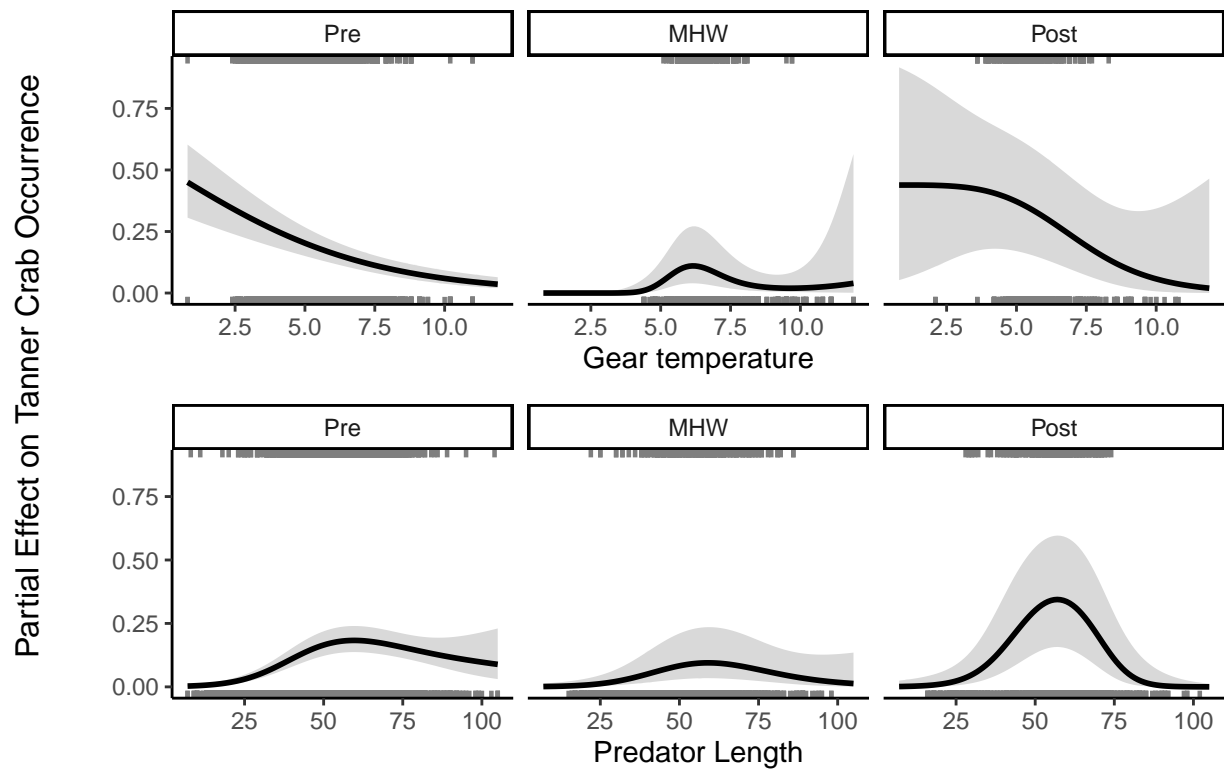 Partial Effect on Tanner Crab Occurrence
Pre MHW Post
0.75
0.50
0.25
0.00
2.5 5.0 7.5 10.0 2.5 5.0 7.5 10.0 2.5 5.0 7.5 10.0
Gear temperature
Pre MHW Post
0.75
0.50
0.25
0.00
25 50 75 100 25 50 75 100 25 50 75 100
Predator Length